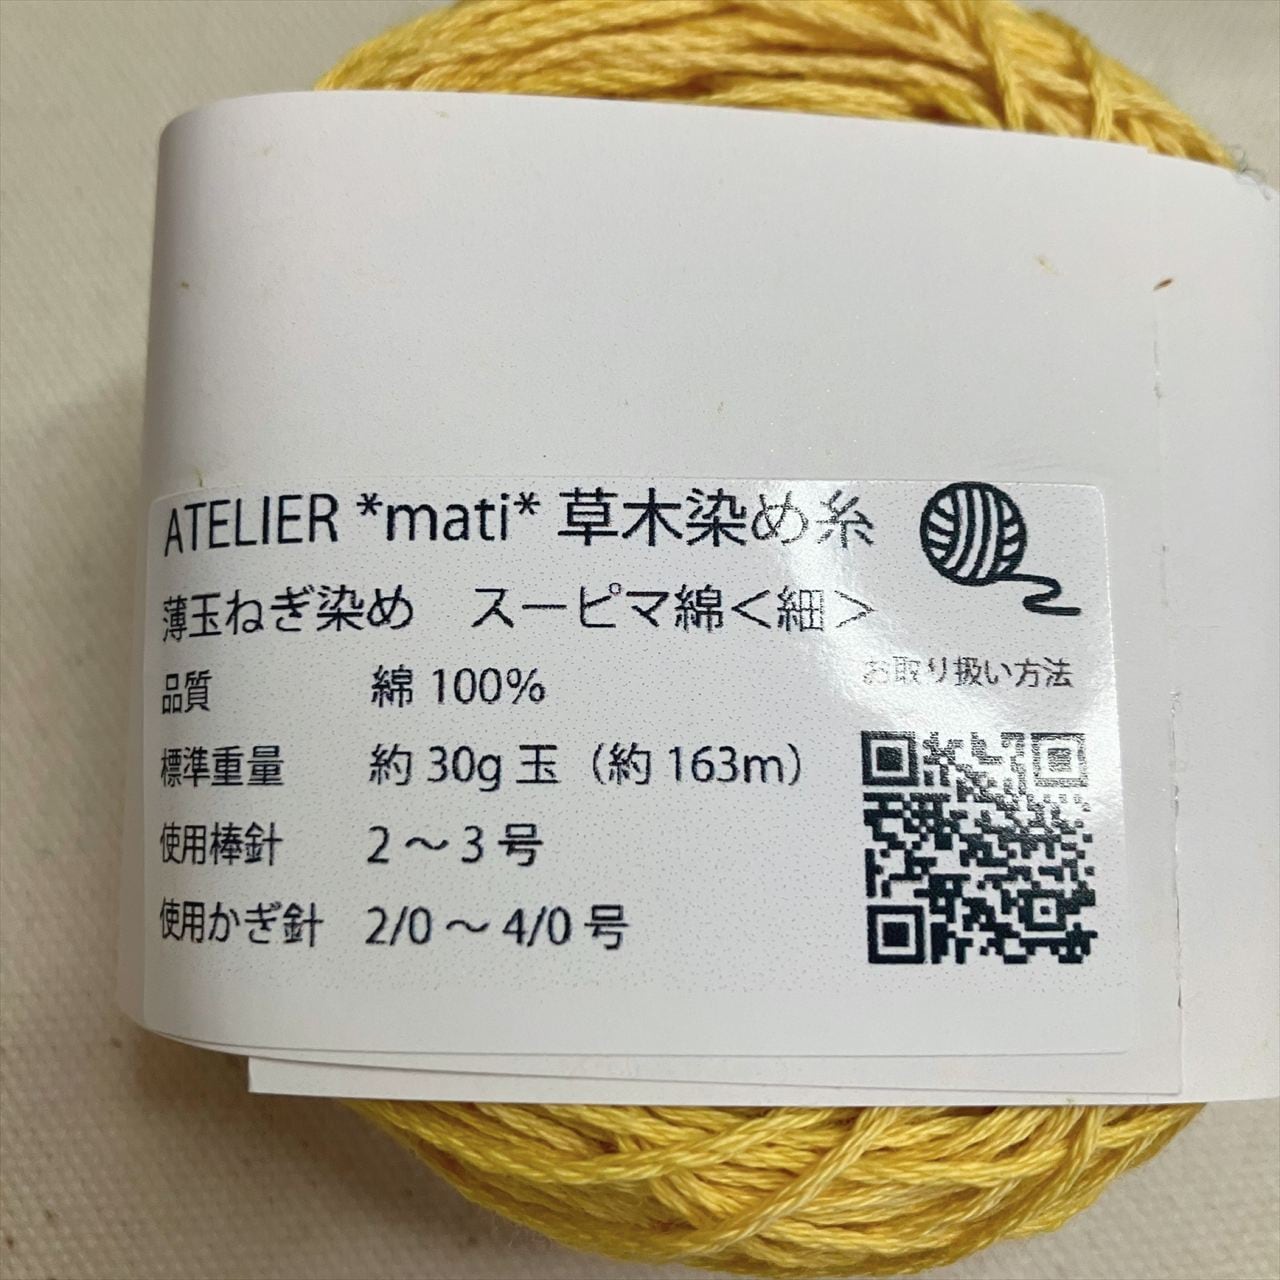 ATELIER *mati* 草木染め糸
薄玉ねぎ染め　スーピマ綿＜細＞
品質　綿 100%
標準重量　約 30g 玉（約 163m）
使用棒針　2 〜 3 号
使用かぎ針　2/0 〜 4/0 号
お取り扱い方法